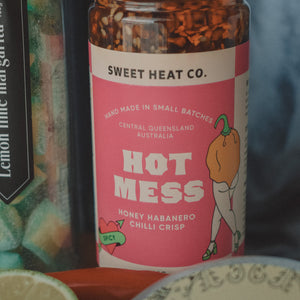 Lemon lime margarita
SWEET HEAT CO.
HAND MADE IN SMALL BATCHES
CENTRAL QUEENSLAND
AUSTRALIA
HOT
MESS
HONEY HABANERO
CHILLI CRISP
SPICY